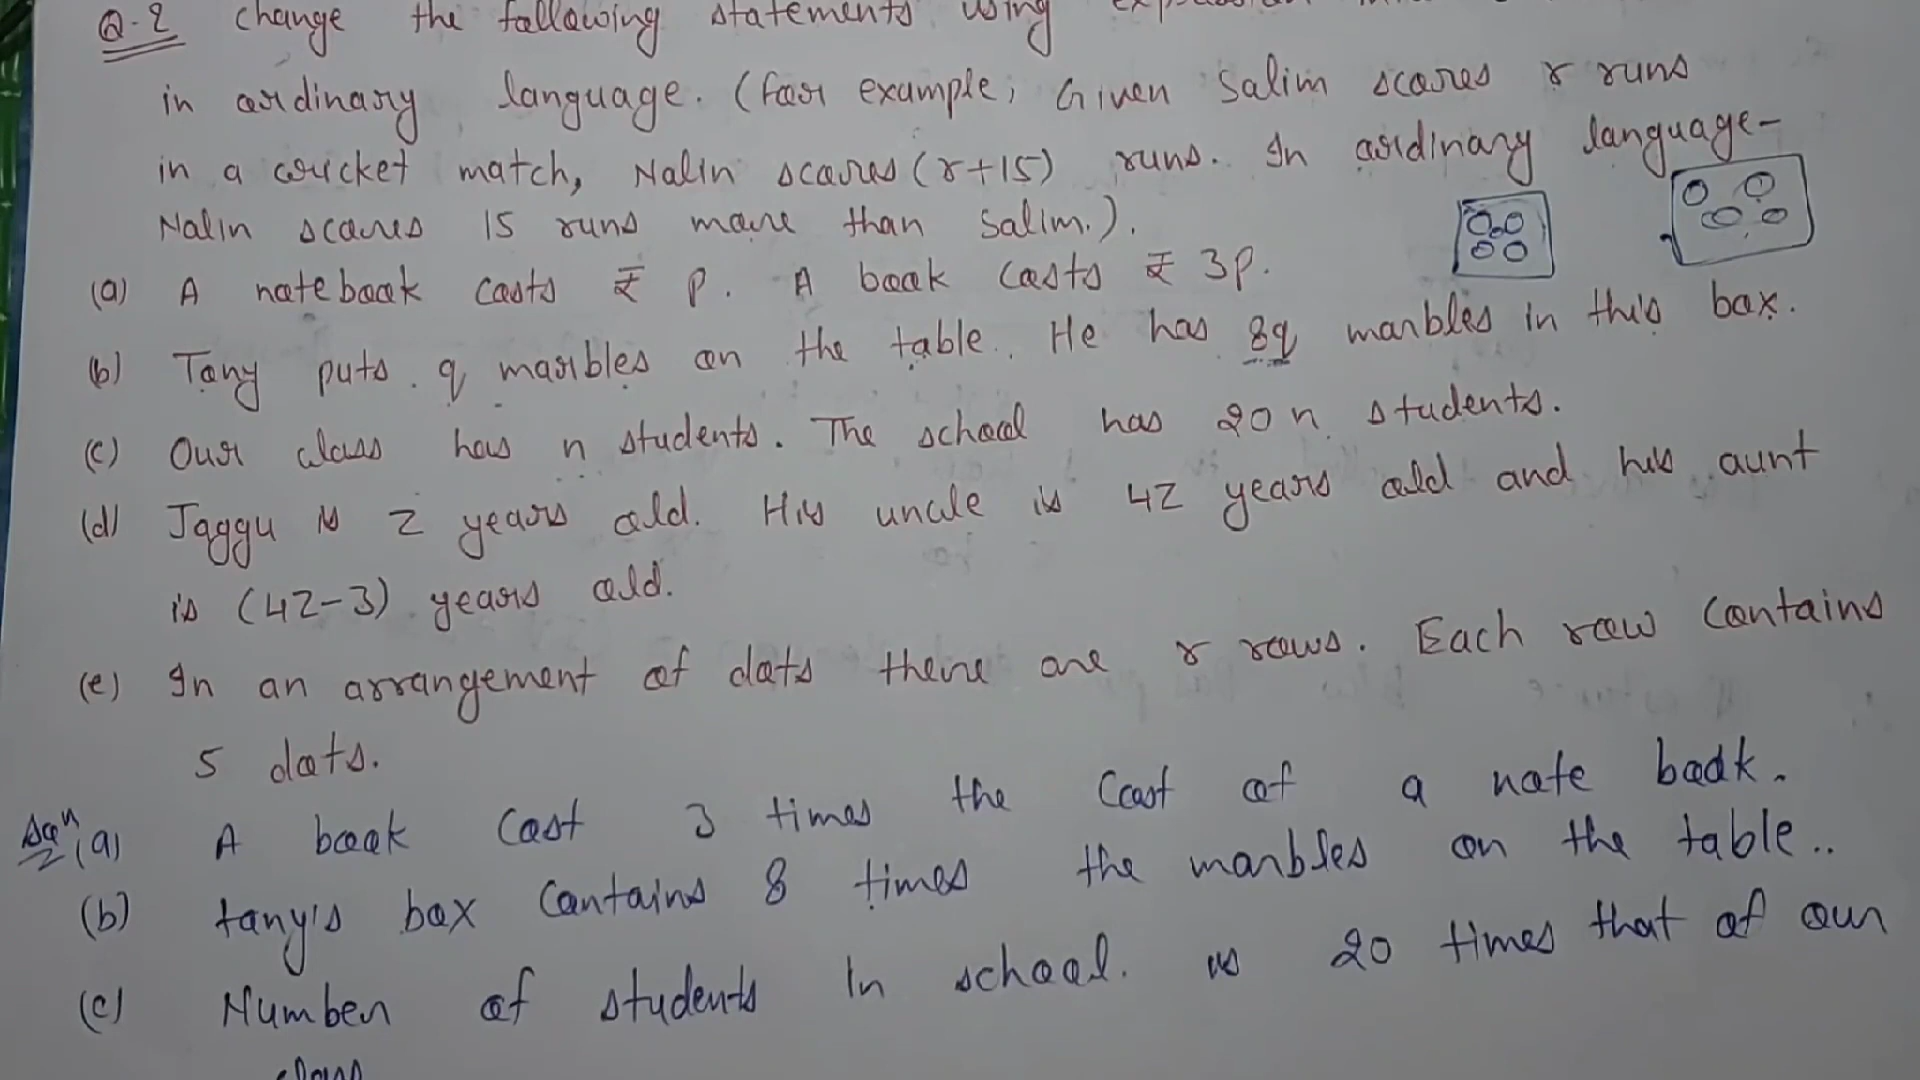 Q-2 change the following statements using
in ordinary language. (for example; Given Salim scores r runs
in a cricket match, Nalin scores (r+15) runs. In ordinary language-
Nalin scores 15 runs more than salim.).
(a) A note book costs ₹ p. A book costs ₹ 3p.
(b) Tony puts q marbles on the table. He has 8q marbles in this box.
(c) Our class has n students. The school has 20 n students.
(d) Jaggu is z years old. His uncle is 4z years old and his aunt
is (4z-3) years old.
(e) In an arrangement of dots there are r rows. Each row contains
5 dots.
Soln (a) A book cost 3 times the cost of a note book.
(b) tony's box contains 8 times the marbles on the table..
(c) Number of students In school. is 20 times that of our
class